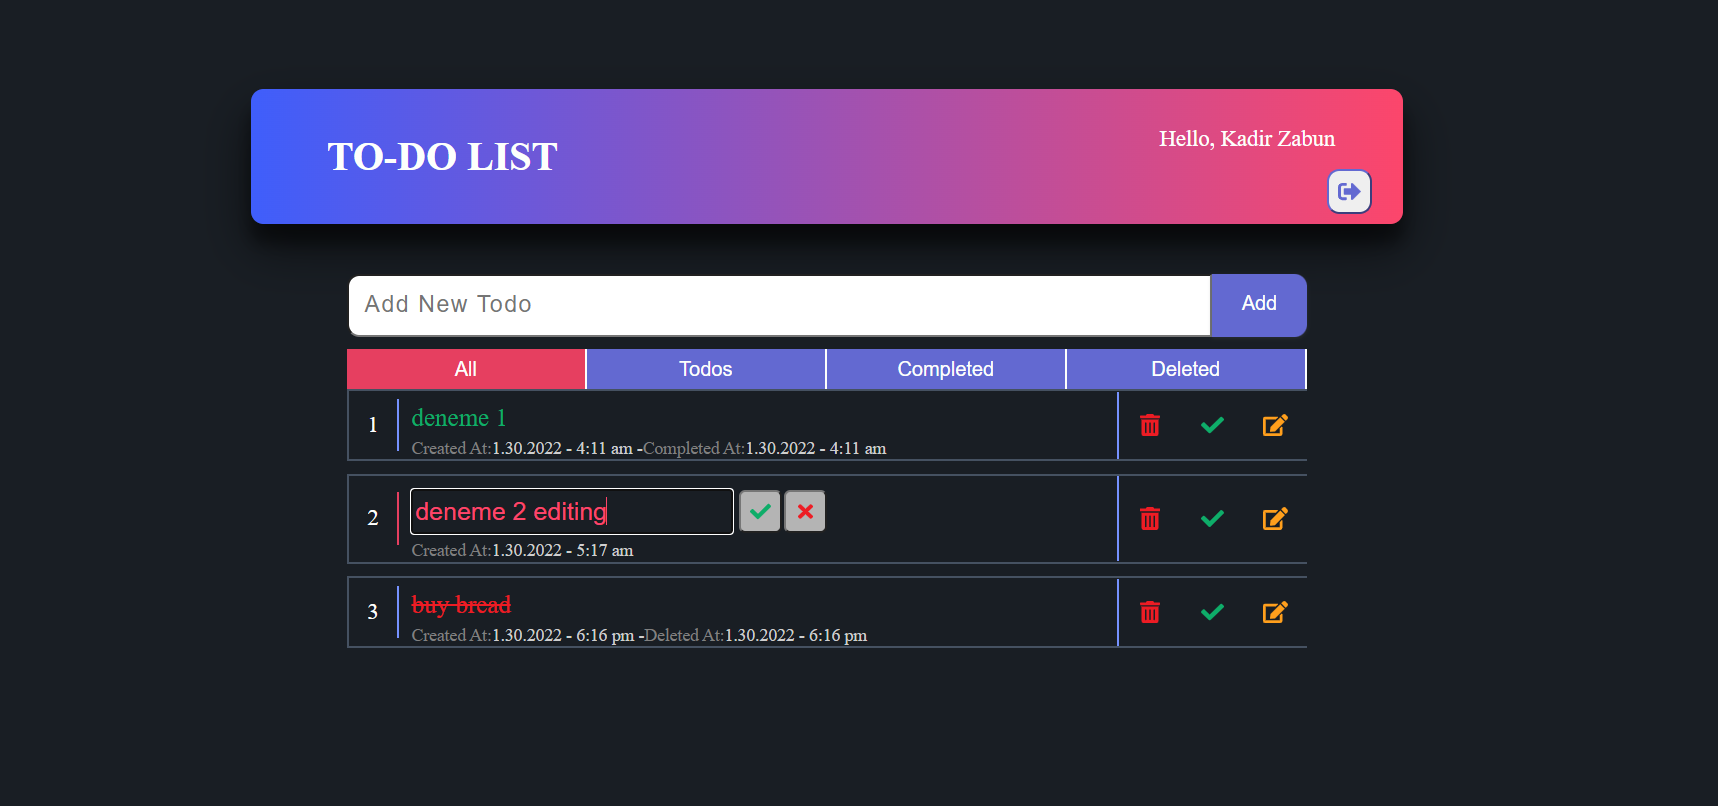 TO-DO LIST
Hello, Kadir Zabun
Add New Todo
Add
All
Todos
Completed
Deleted
1
deneme 1
Created At:1.30.2022 - 4:11 am -Completed At:1.30.2022 - 4:11 am
2
deneme 2 editing
Created At:1.30.2022 - 5:17 am
3
buy bread
Created At:1.30.2022 - 6:16 pm -Deleted At:1.30.2022 - 6:16 pm